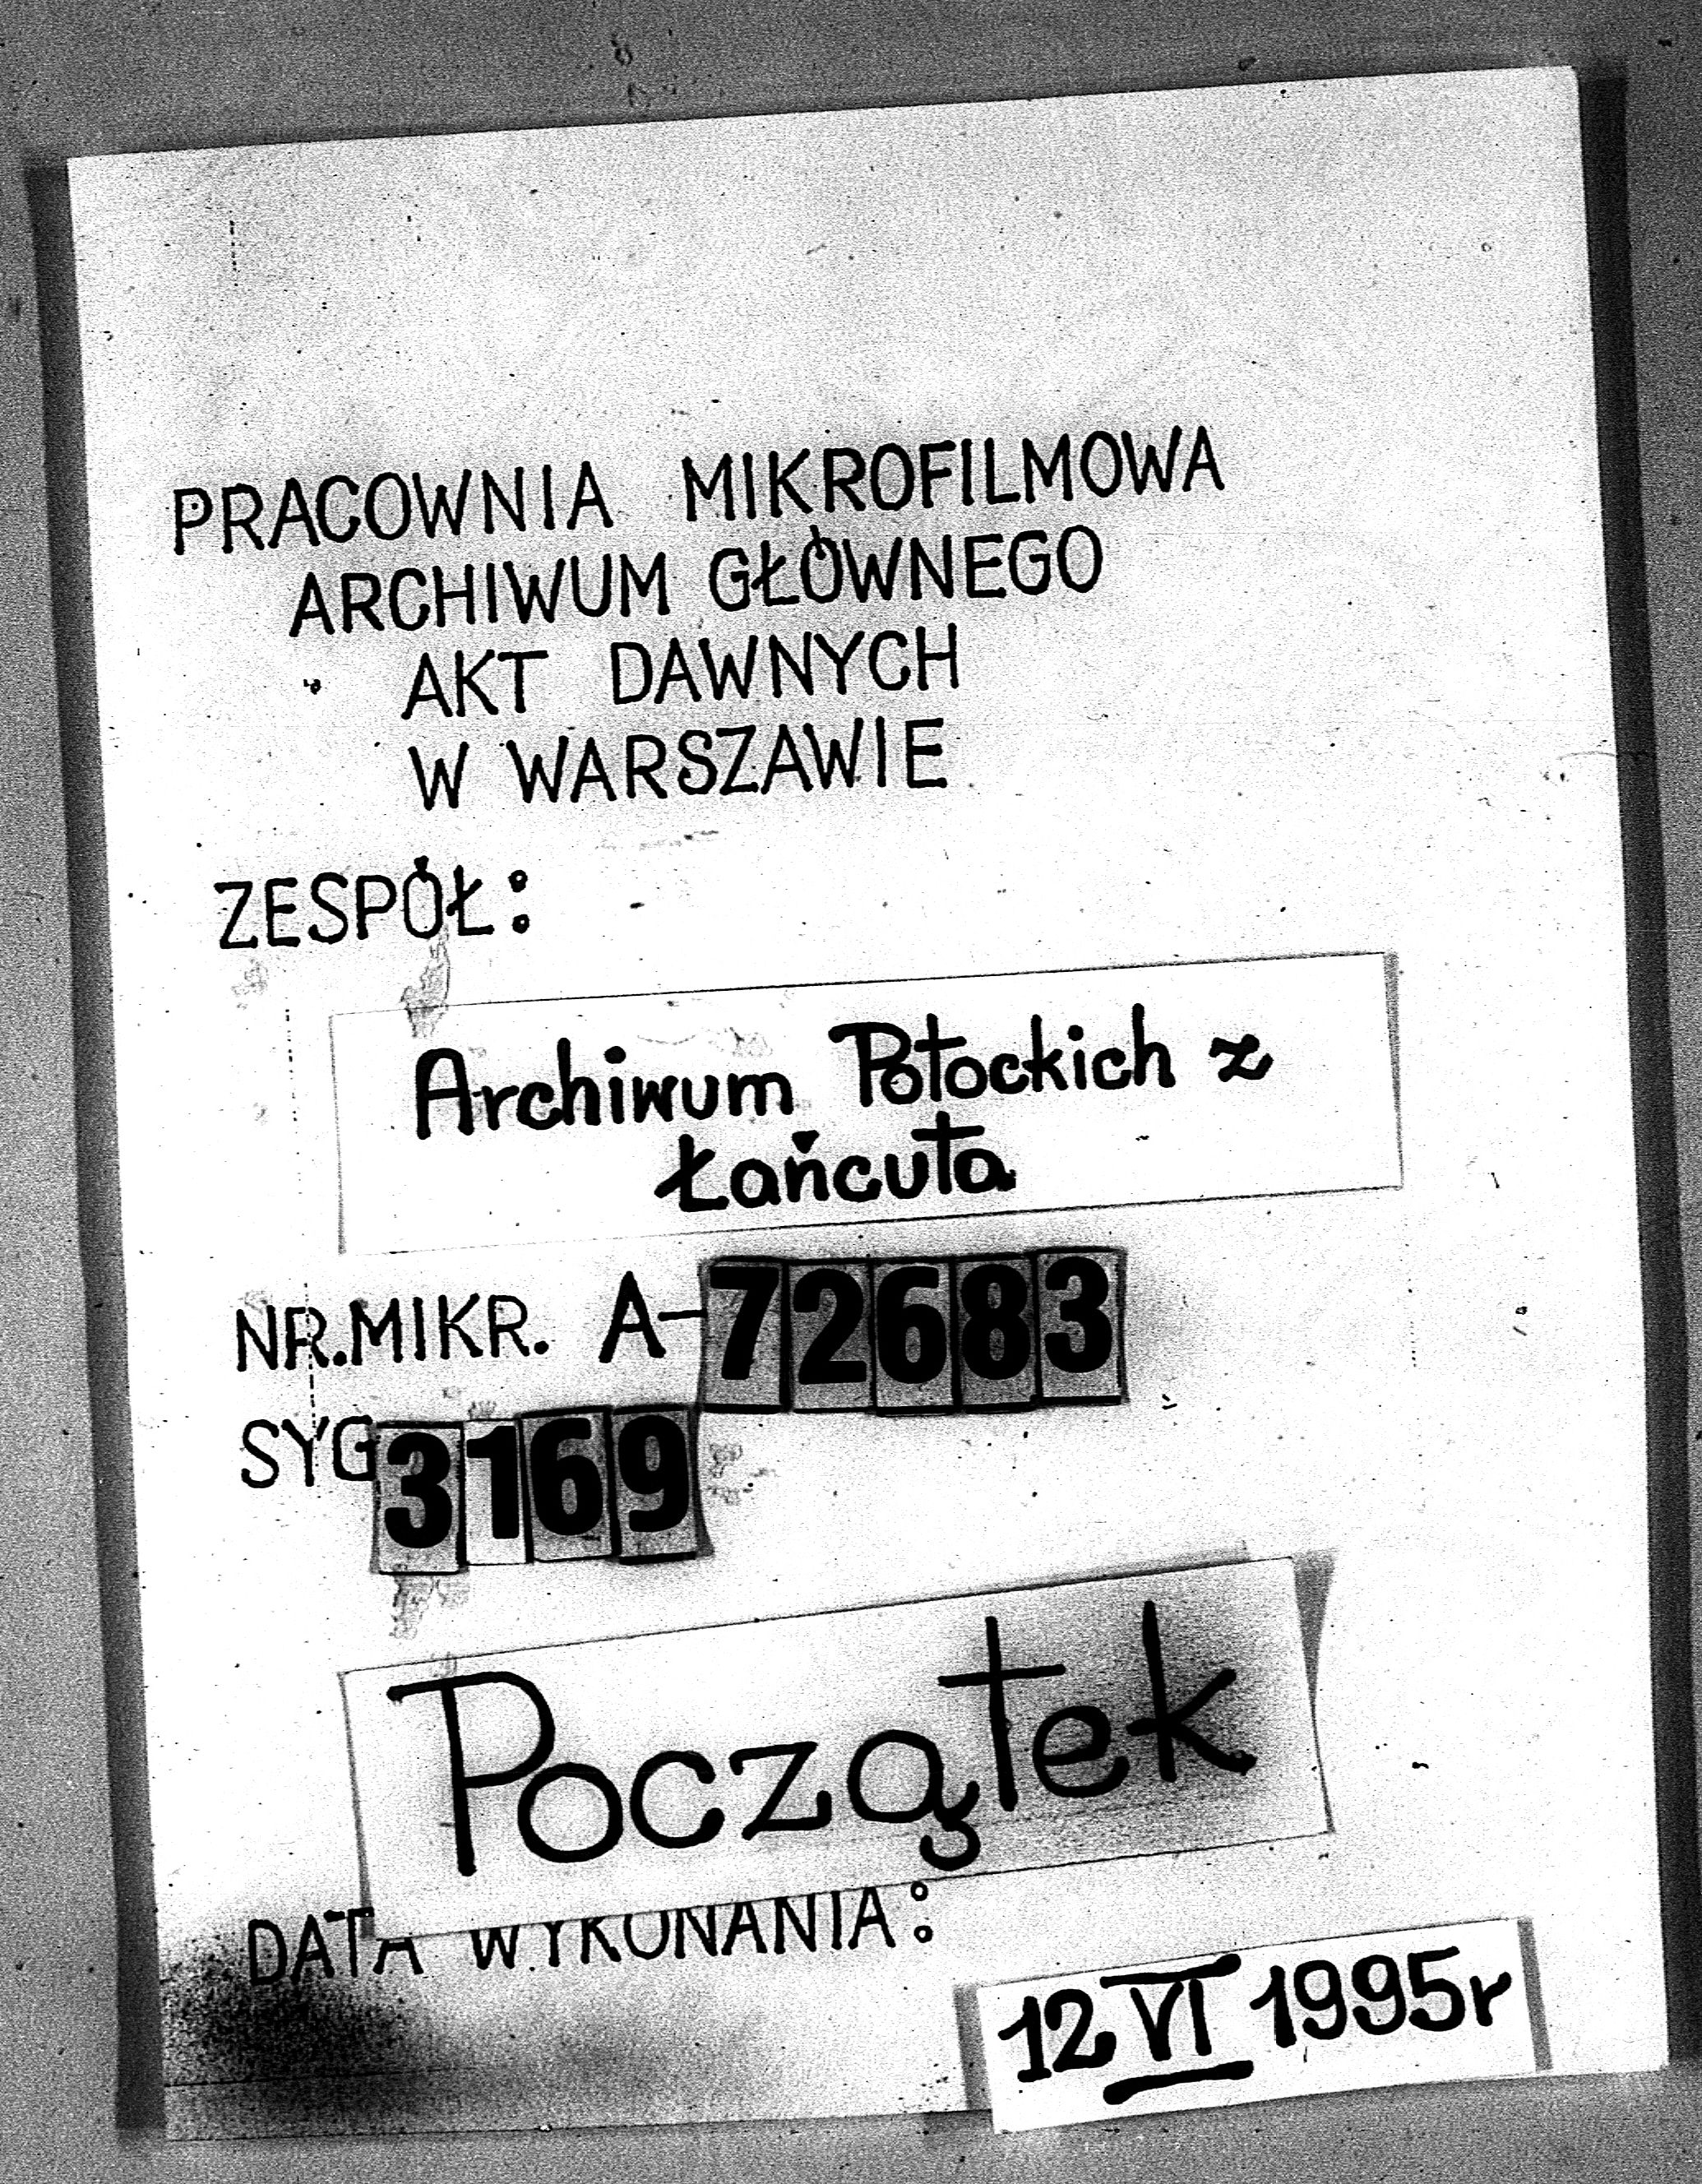 PRACOWNIA MIKROFILMOWA
ARCHIWUM GŁÓWNEGO
AKT DAWNYCH
W WARSZAWIE
ZESPÓŁ:
Archiwum Potockich z
Łańcuta
NR.MIKR. A-72683
SYG 3169
Początek
DATA WYKONANIA:
12 VI 1995r